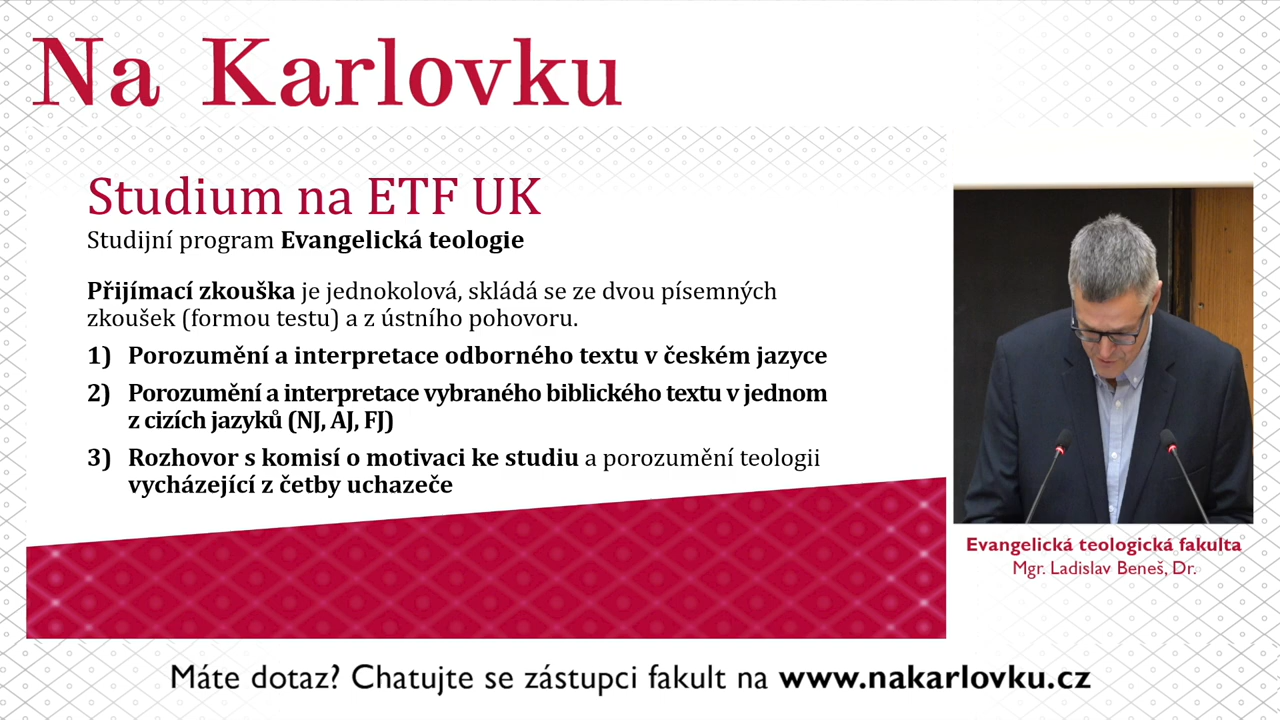 Na Karlovku
Studium na ETF UK
Studijní program Evangelická teologie
Přijímací zkouška je jednokolová, skládá se ze dvou písemných
zkoušek (formou testu) a z ústního pohovoru.
1) Porozumění a interpretace odborného textu v českém jazyce
2) Porozumění a interpretace vybraného biblického textu v jednom
z cizích jazyků (NJ, AJ, FJ)
3) Rozhovor s komisí o motivaci ke studiu a porozumění teologii
vycházející z četby uchazeče
Evangelická teologická fakulta
Mgr. Ladislav Beneš, Dr.
Máte dotaz? Chatujte se zástupci fakult na www.nakarlovku.cz